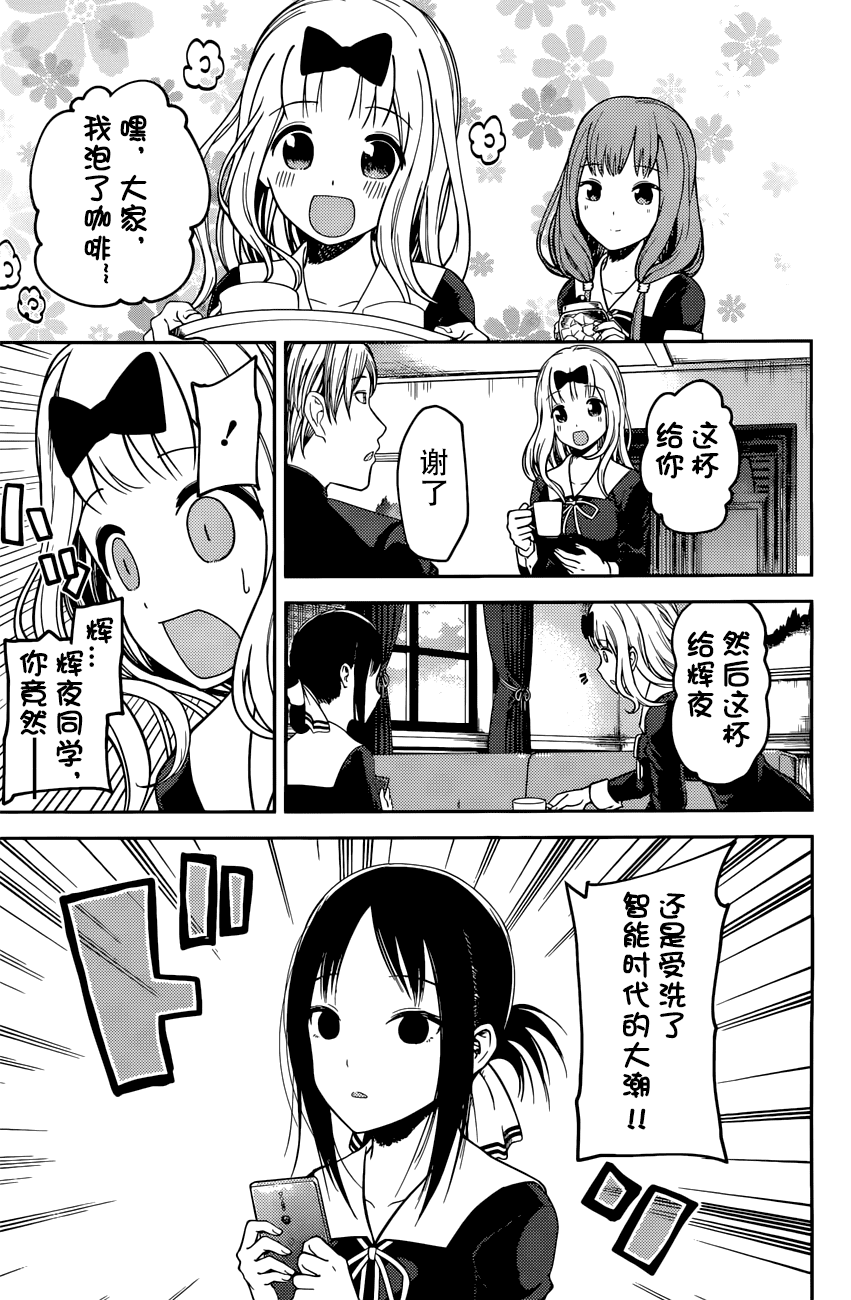 嘿，大家，
我泡了咖啡~
这杯
给你
谢了
然后这杯
给辉夜
！
辉…
辉夜同学，
你竟然——
还是受洗了
智能时代的大潮!!